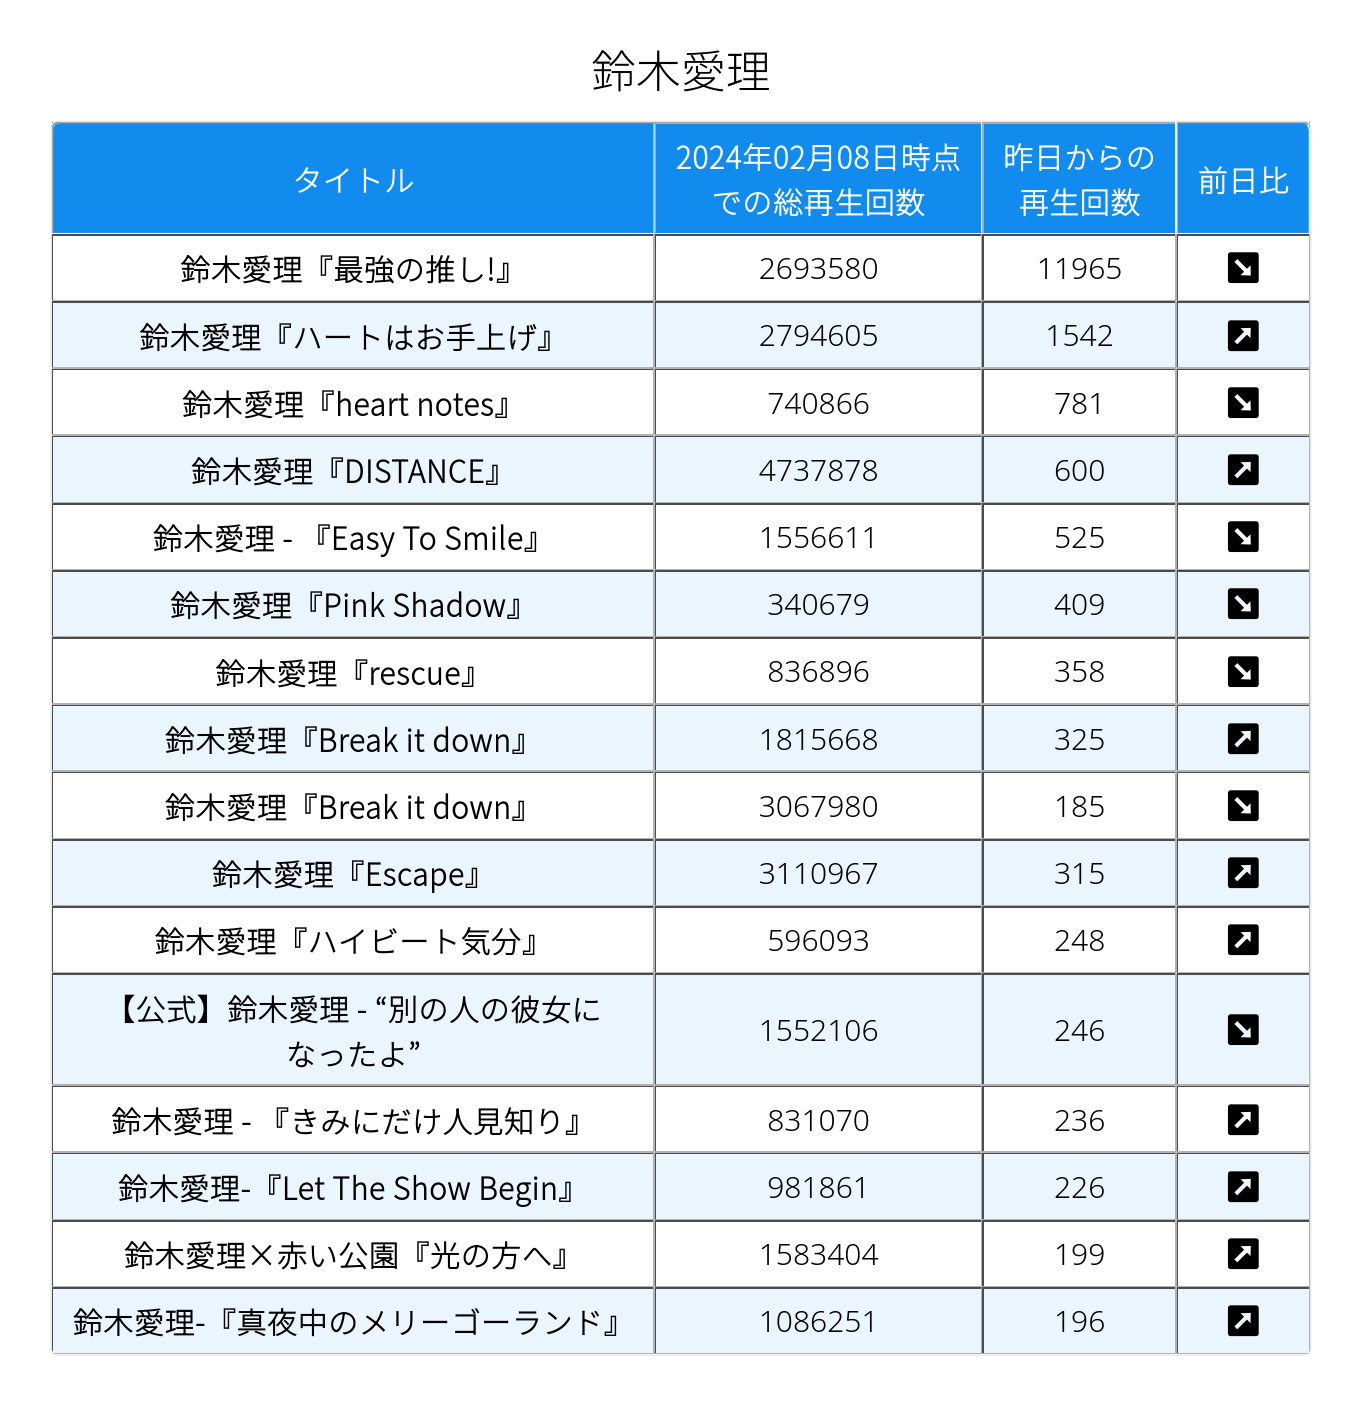 鈴木愛理
タイトル
2024年02月08日時点
での総再生回数
昨日からの
再生回数
前日比
鈴木愛理『最強の推し!』 2693580 11965
鈴木愛理『ハートはお手上げ』 2794605 1542
鈴木愛理『heart notes』 740866 781
鈴木愛理『DISTANCE』 4737878 600
鈴木愛理 - 『Easy To Smile』 1556611 525
鈴木愛理『Pink Shadow』 340679 409
鈴木愛理『rescue』 836896 358
鈴木愛理『Break it down』 1815668 325
鈴木愛理『Break it down』 3067980 185
鈴木愛理『Escape』 3110967 315
鈴木愛理『ハイビート気分』 596093 248
【公式】鈴木愛理 - “別の人の彼女に
なったよ” 1552106 246
鈴木愛理 - 『きみにだけ人見知り』 831070 236
鈴木愛理-『Let The Show Begin』 981861 226
鈴木愛理×赤い公園『光の方へ』 1583404 199
鈴木愛理-『真夜中のメリーゴーランド』 1086251 196